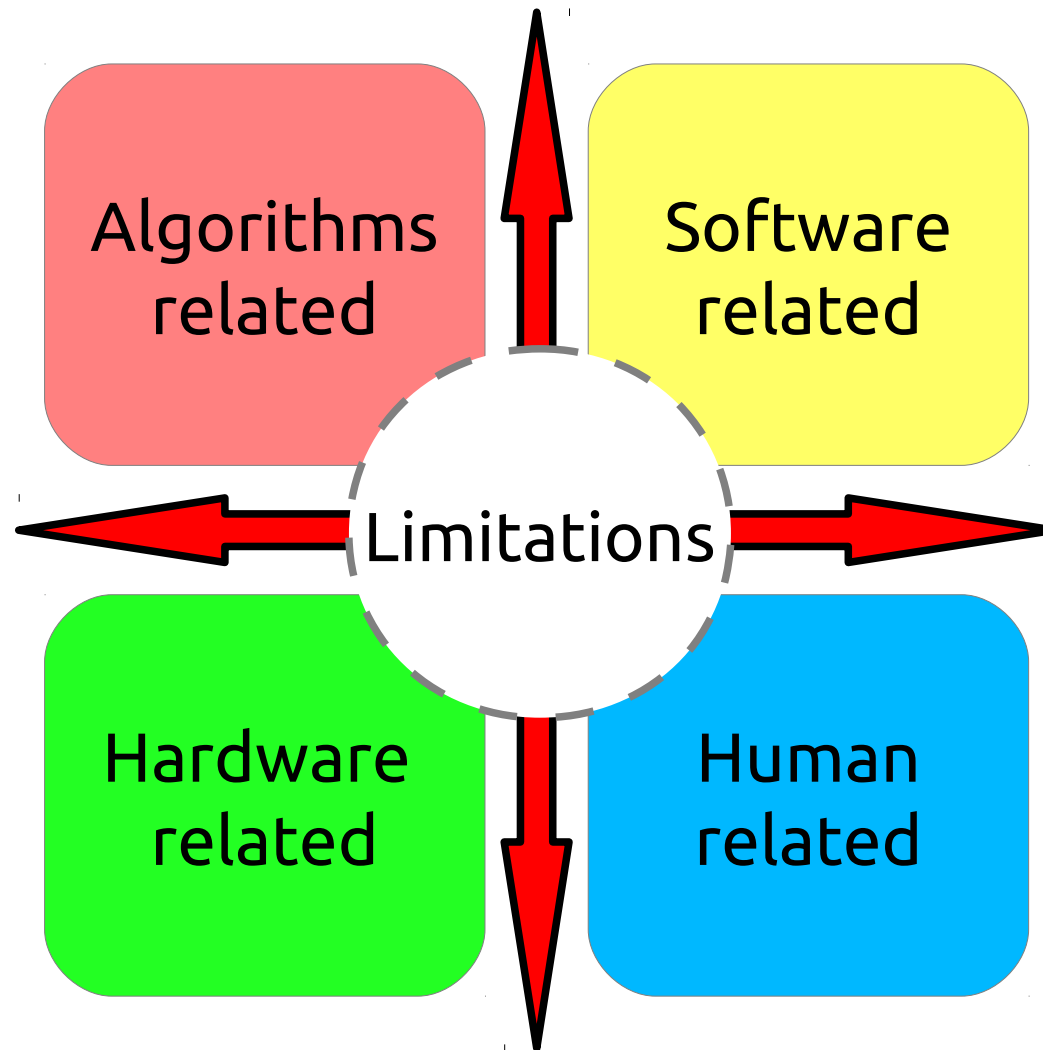 Algorithms
related
Software
related
Limitations
Hardware
related
Human
related